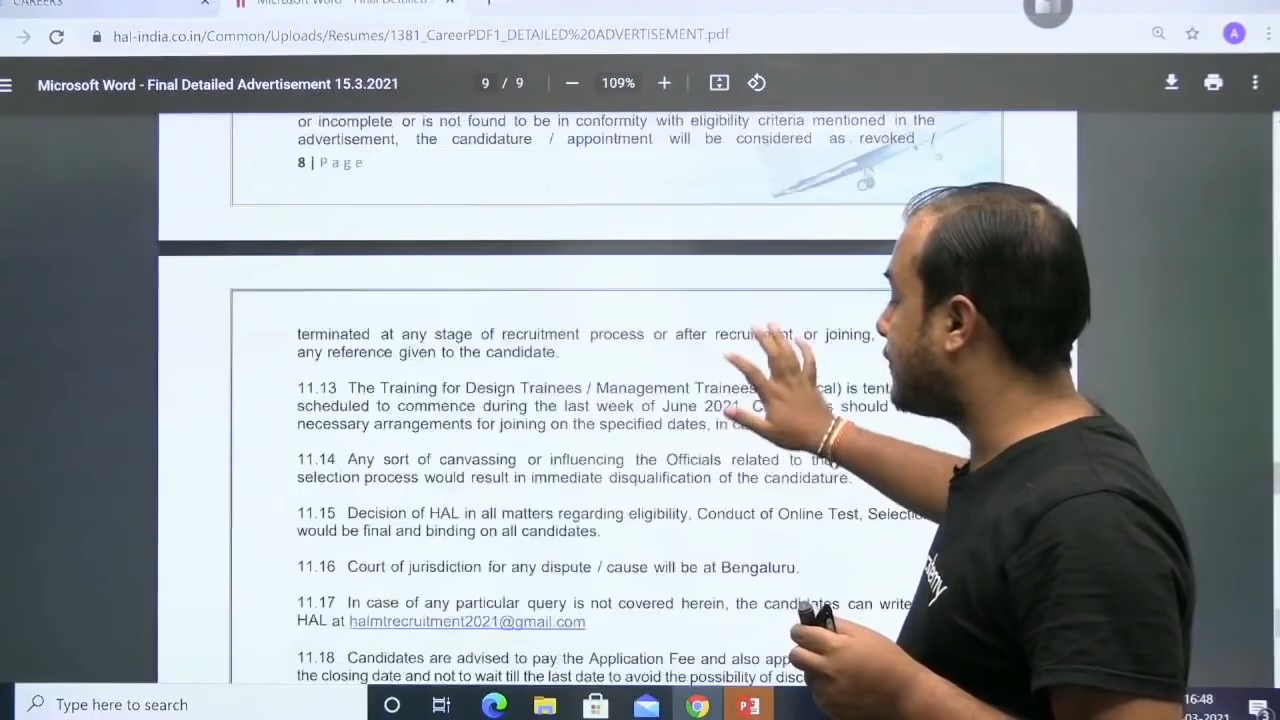 CAREERS
Microsoft Word - Final Detailed
hal-india.co.in/Common/Uploads/Resumes/1381_CareerPDF1_DETAILED%20ADVERTISEMENT.pdf
A
Microsoft Word - Final Detailed Advertisement 15.3.2021
9 / 9
109%
or incomplete or is not found to be in conformity with eligibility criteria mentioned in the
advertisement, the candidature / appointment will be considered as revoked /
8 | Page
terminated at any stage of recruitment process or after recruitment or joining,
any reference given to the candidate.
11.13 The Training for Design Trainees / Management Trainees is
scheduled to commence during the last week of June 2021. should
necessary arrangements for joining on the specified dates, in
11.14 Any sort of canvassing or influencing the Officials related to
selection process would result in immediate disqualification of the candidature.
11.15 Decision of HAL in all matters regarding eligibility, Conduct of Online Test,
would be final and binding on all candidates.
11.16 Court of jurisdiction for any dispute / cause will be at Bengaluru.
11.17 In case of any particular query is not covered herein, the candidates can write
HAL at halmtrecruitment2021@gmail.com
11.18 Candidates are advised to pay the Application Fee and also
the closing date and not to wait till the last date to avoid the possibility of
Type here to search
16:48
03-2021